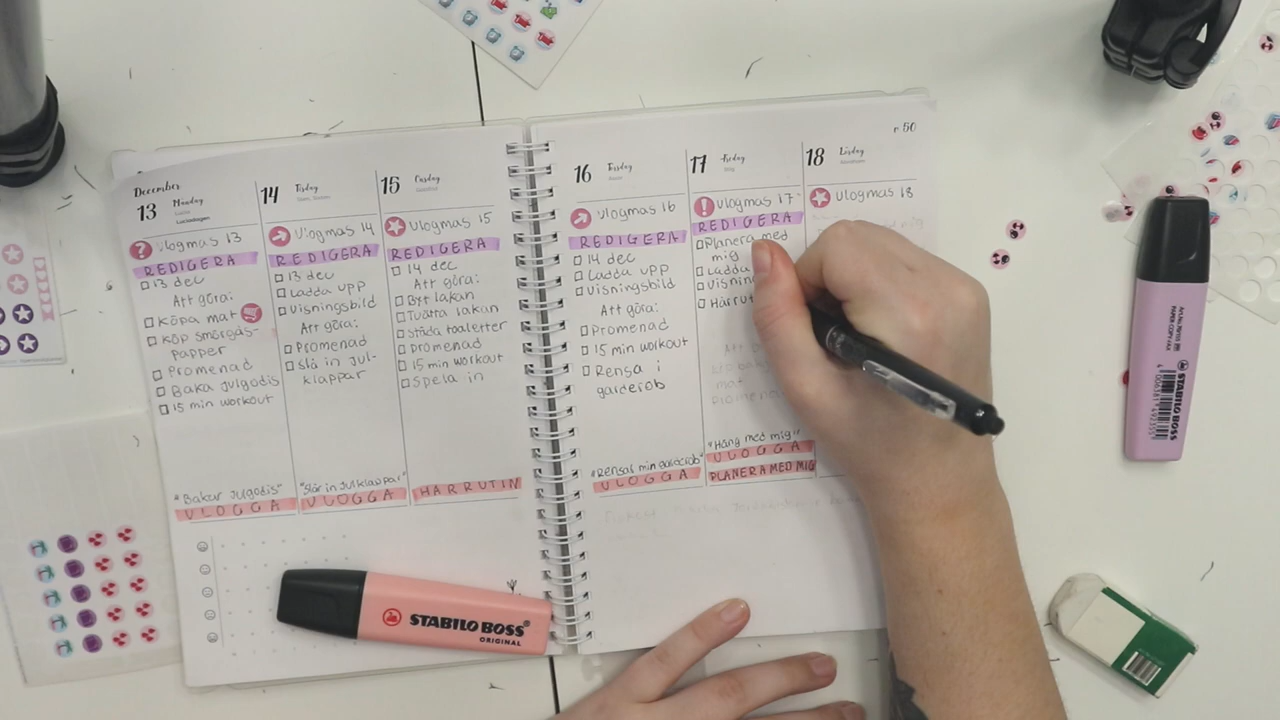 December
13 Måndag
Luciadagen
Vlogmas 13
REDIGERA
13 dec
Att göra:
Köpa mat
Köp smörgås-
papper
Promenad
Baka julgodis
15 min workout
"Bakar Julgodis"
VLOGGA
14 Tisdag
Vlogmas 14
REDIGERA
13 dec
Ladda upp
Visningsbild
Att göra:
Promenad
Slå in jul-
klappar
"Slår in julklappar"
VLOGGA
15 Onsdag
Vlogmas 15
REDIGERA
14 dec
Att göra:
Byt lakan
Tvätta lakan
Städa toaletter
Promenad
15 min workout
Spela in
HÅRRUTIN
16 Torsdag
Vlogmas 16
REDIGERA
14 dec
Ladda upp
Visningsbild
Att göra:
Promenad
15 min workout
Rensa i
garderob
"Rensar min garderob"
VLOGGA
17 Fredag
Vlogmas 17
REDIGERA
Planera med
mig
Ladda
Visnin
Hårrut
"Häng med mig"
VLOGGA
PLANERA MED MIG
v 50
18 Lördag
Vlogmas 18
STABILO BOSS
ORIGINAL
STABILO BOSS